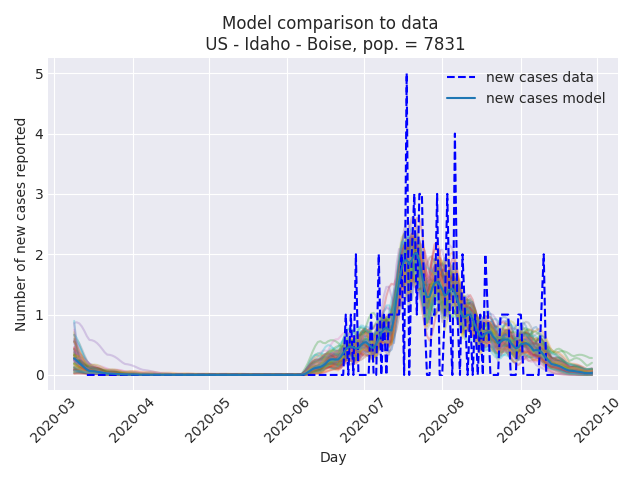 Model comparison to data
US - Idaho - Boise, pop. = 7831
new cases data
new cases model
Number of new cases reported
5
4
3
2
1
0
2020-03
2020-04
2020-05
2020-06
2020-07
2020-08
2020-09
2020-10
Day